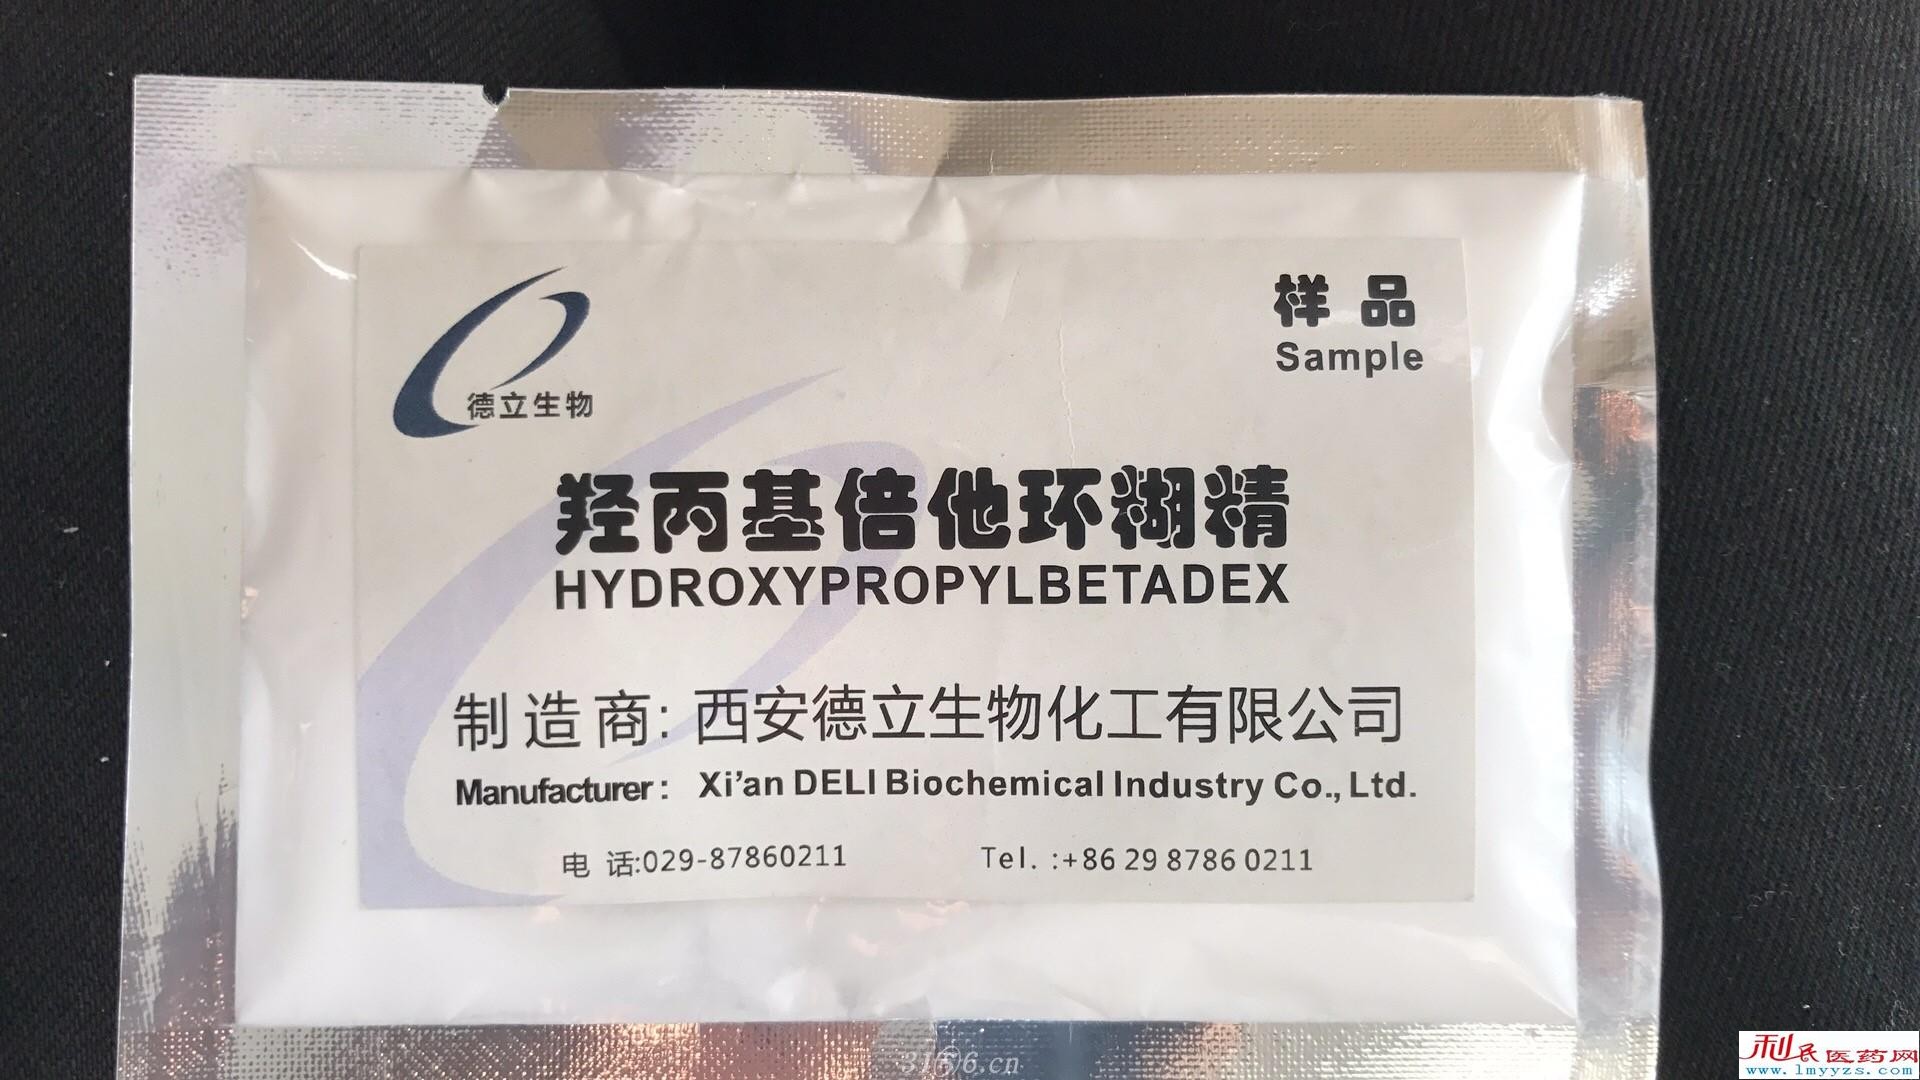 德立生物
样 品
Sample
羟丙基倍他环糊精
HYDROXYPROPYLBETADEX
制 造 商: 西安德立生物化工有限公司
Manufacturer: Xi'an DELI Biochemical Industry Co., Ltd.
电 话:029-87860211 Tel. :+86 29 8786 0211
利民医药网
www.1myyzs.com